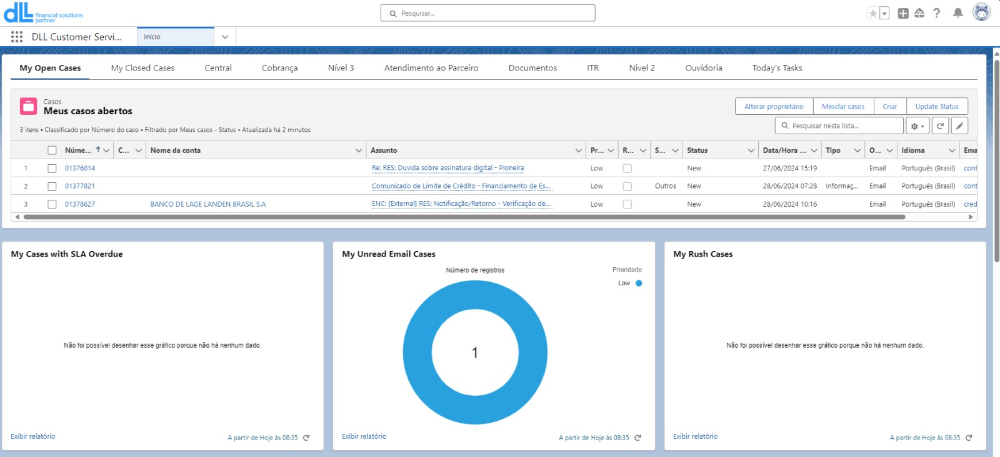 DLL financial solutions partner
Pesquisar...
DLL Customer Servi...
Início
My Open Cases My Closed Cases Central Cobrança Nível 3 Atendimento ao Parceiro Documentos ITR Nivel 2 Ouvidoria Today's Tasks
Casos
Meus casos abertos
Alterar proprietário Mesclar casos Criar Update Status
3 itens • Classificado por Número do caso • Filtrado por Meus casos - Status • Atualizada há 2 minutos
Pesquisar nesta lista...
Núme... C... Nome da conta Assunto Pr... R... S... Status Data/Hora ... Tipo O... Idioma Ema
1 01376014 Re: RES: Duvida sobre assinatura digital - Pioneira Low New 27/06/2024 15:19 Email Português (Brasil) cont
2 01377821 Comunicado de Limite de Crédito - Financiamento de Es... Low Outros New 28/06/2024 07:28 Informaç... Email Português (Brasil) cont
3 01378627 BANCO DE LAGE LANDEN BRASIL S.A ENC: [External] RES: Notificação/Retorno - Verificação de... Low New 28/06/2024 10:16 Email Português (Brasil) cred
My Cases with SLA Overdue
Não foi possível desenhar esse gráfico porque não há nenhum dado.
Exibir relatório
A partir de Hoje às 08:35
My Unread Email Cases
Número de registros
Prioridade
Low
1
Exibir relatório
A partir de Hoje às 08:35
My Rush Cases
Não foi possível desenhar esse gráfico porque não há nenhum dado.
Exibir relatório
A partir de Hoje às 08:35